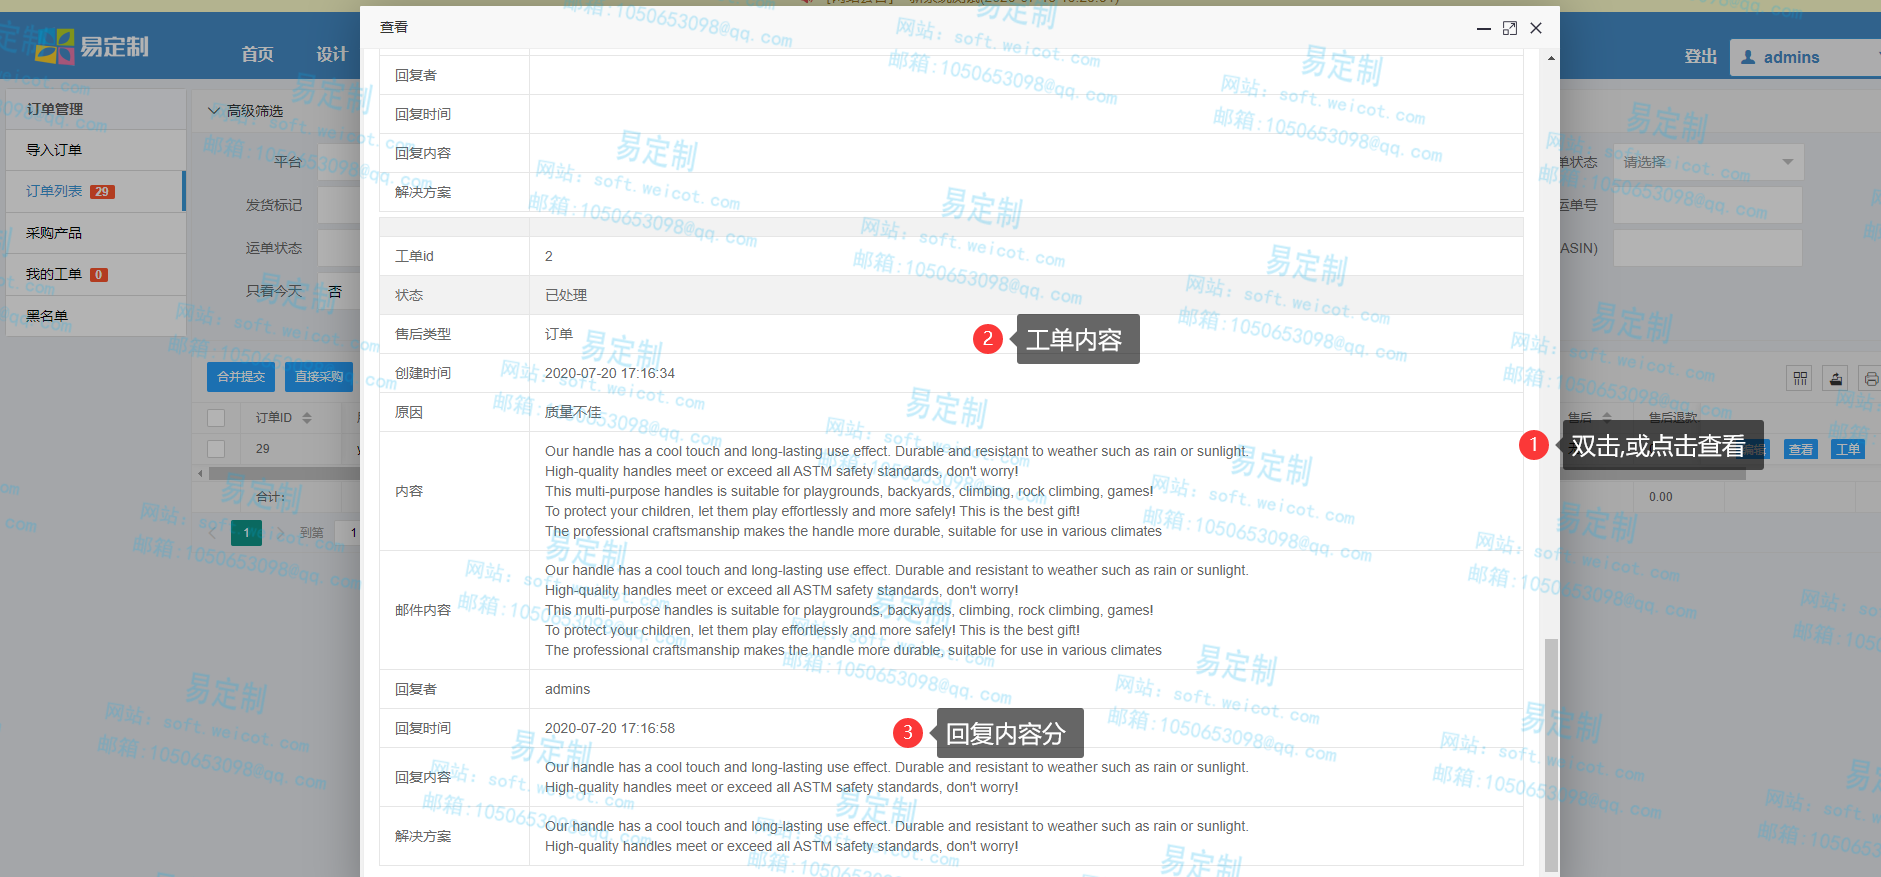 查看
易定制
首页
设计
登出
admins
订单管理
导入订单
订单列表 29
采购产品
我的工单 0
黑名单
高级筛选
平台
发货标记
运单状态
只看今天 否
单状态 请选择
运单号
ASIN)
合并提交 直接采购
订单ID
29
合计:
1
到第 1
售后 售后退款
编辑 查看 工单
0.00
回复者
回复时间
回复内容
解决方案
工单id 2
状态 已处理
售后类型 订单
创建时间 2020-07-20 17:16:34
原因 质量不佳
内容
Our handle has a cool touch and long-lasting use effect. Durable and resistant to weather such as rain or sunlight.
High-quality handles meet or exceed all ASTM safety standards, don't worry!
This multi-purpose handles is suitable for playgrounds, backyards, climbing, rock climbing, games!
To protect your children, let them play effortlessly and more safely! This is the best gift!
The professional craftsmanship makes the handle more durable, suitable for use in various climates
邮件内容
Our handle has a cool touch and long-lasting use effect. Durable and resistant to weather such as rain or sunlight.
High-quality handles meet or exceed all ASTM safety standards, don't worry!
This multi-purpose handles is suitable for playgrounds, backyards, climbing, rock climbing, games!
To protect your children, let them play effortlessly and more safely! This is the best gift!
The professional craftsmanship makes the handle more durable, suitable for use in various climates
回复者 admins
回复时间 2020-07-20 17:16:58
回复内容
Our handle has a cool touch and long-lasting use effect. Durable and resistant to weather such as rain or sunlight.
High-quality handles meet or exceed all ASTM safety standards, don't worry!
解决方案
Our handle has a cool touch and long-lasting use effect. Durable and resistant to weather such as rain or sunlight.
High-quality handles meet or exceed all ASTM safety standards, don't worry!
1 双击,或点击查看
2 工单内容
3 回复内容分
易定制
网站: soft.weicot.com
邮箱:1050653098@qq.com